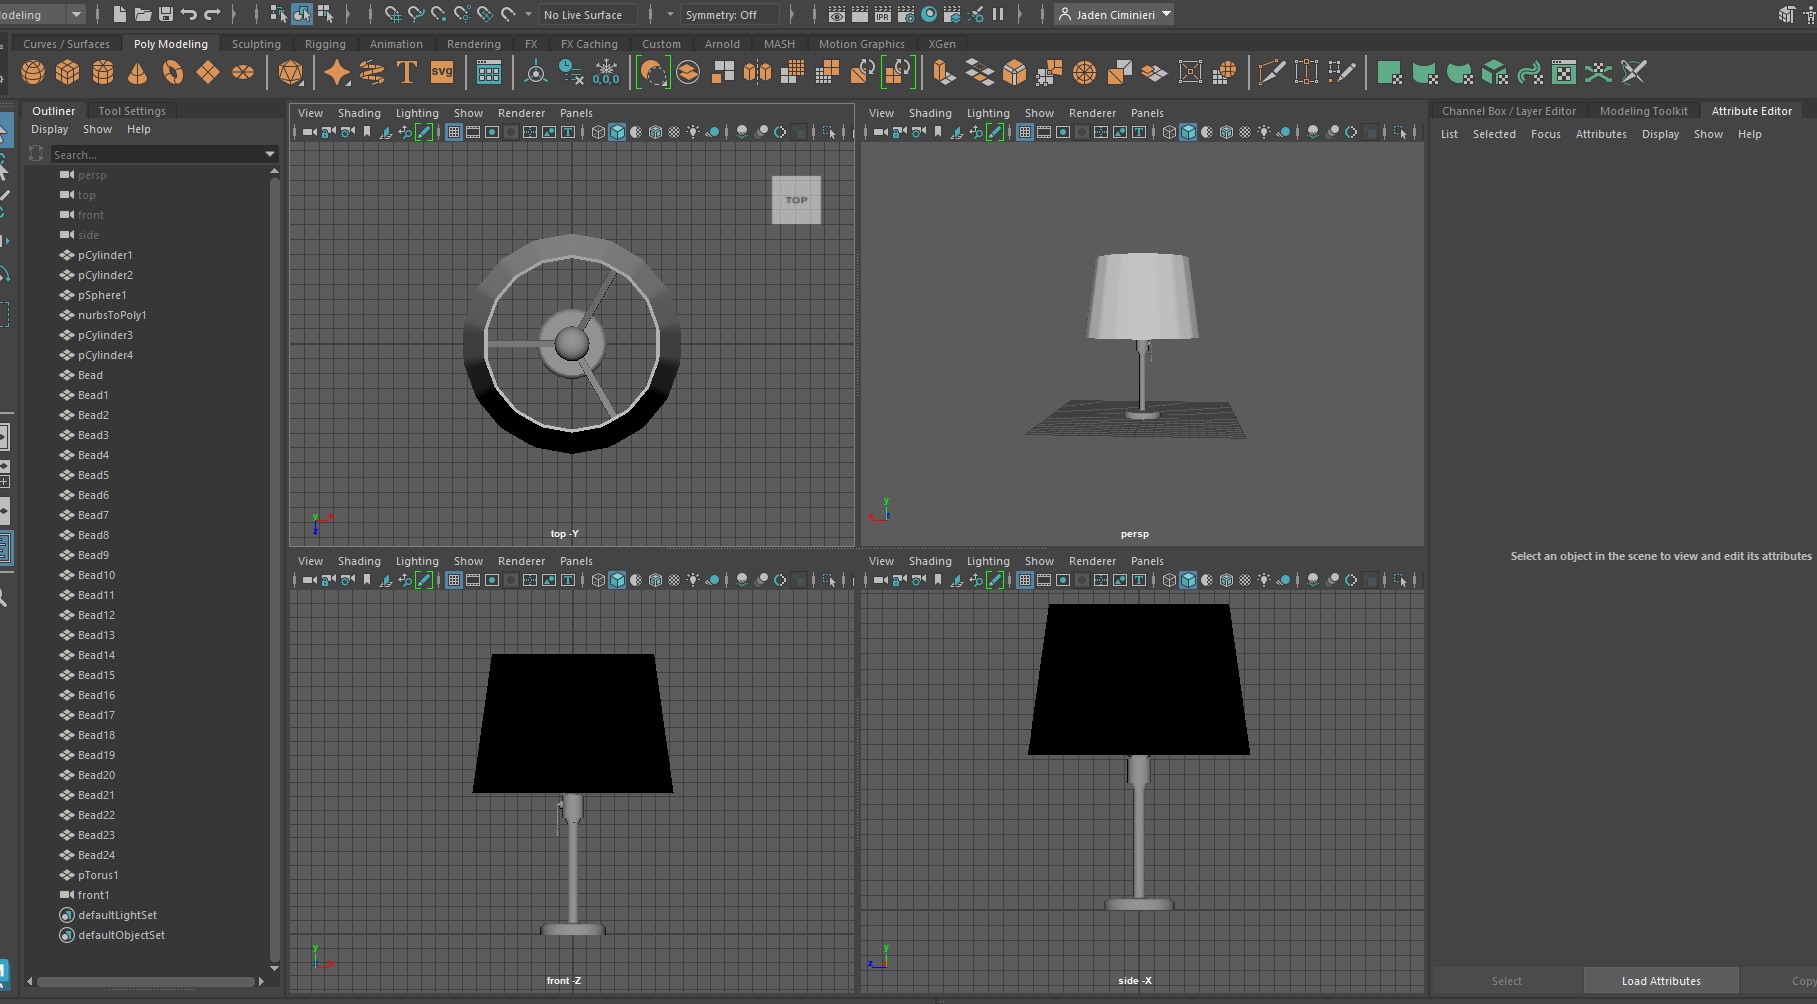 odeling
No Live Surface
Symmetry: Off
IPR
Jaden Ciminieri
Curves / Surfaces
Poly Modeling
Sculpting
Rigging
Animation
Rendering
FX
FX Caching
Custom
Arnold
MASH
Motion Graphics
XGen
T
SVG
0,0,0
Outliner
Tool Settings
Display Show Help
Search...
persp
top
front
side
pCylinder1
pCylinder2
pSphere1
nurbsToPoly1
pCylinder3
pCylinder4
Bead
Bead1
Bead2
Bead3
Bead4
Bead5
Bead6
Bead7
Bead8
Bead9
Bead10
Bead11
Bead12
Bead13
Bead14
Bead15
Bead16
Bead17
Bead18
Bead19
Bead20
Bead21
Bead22
Bead23
Bead24
pTorus1
front1
defaultLightSet
defaultObjectSet
View Shading Lighting Show Renderer Panels
TOP
y x
z
top -Y
View Shading Lighting Show Renderer Panels
y
x z
persp
View Shading Lighting Show Renderer Panels
y
z x
front -Z
View Shading Lighting Show Renderer Panels
y
z x
side -X
Channel Box / Layer Editor
Modeling Toolkit
Attribute Editor
List Selected Focus Attributes Display Show Help
Select an object in the scene to view and edit its attributes
Select
Load Attributes
Copy